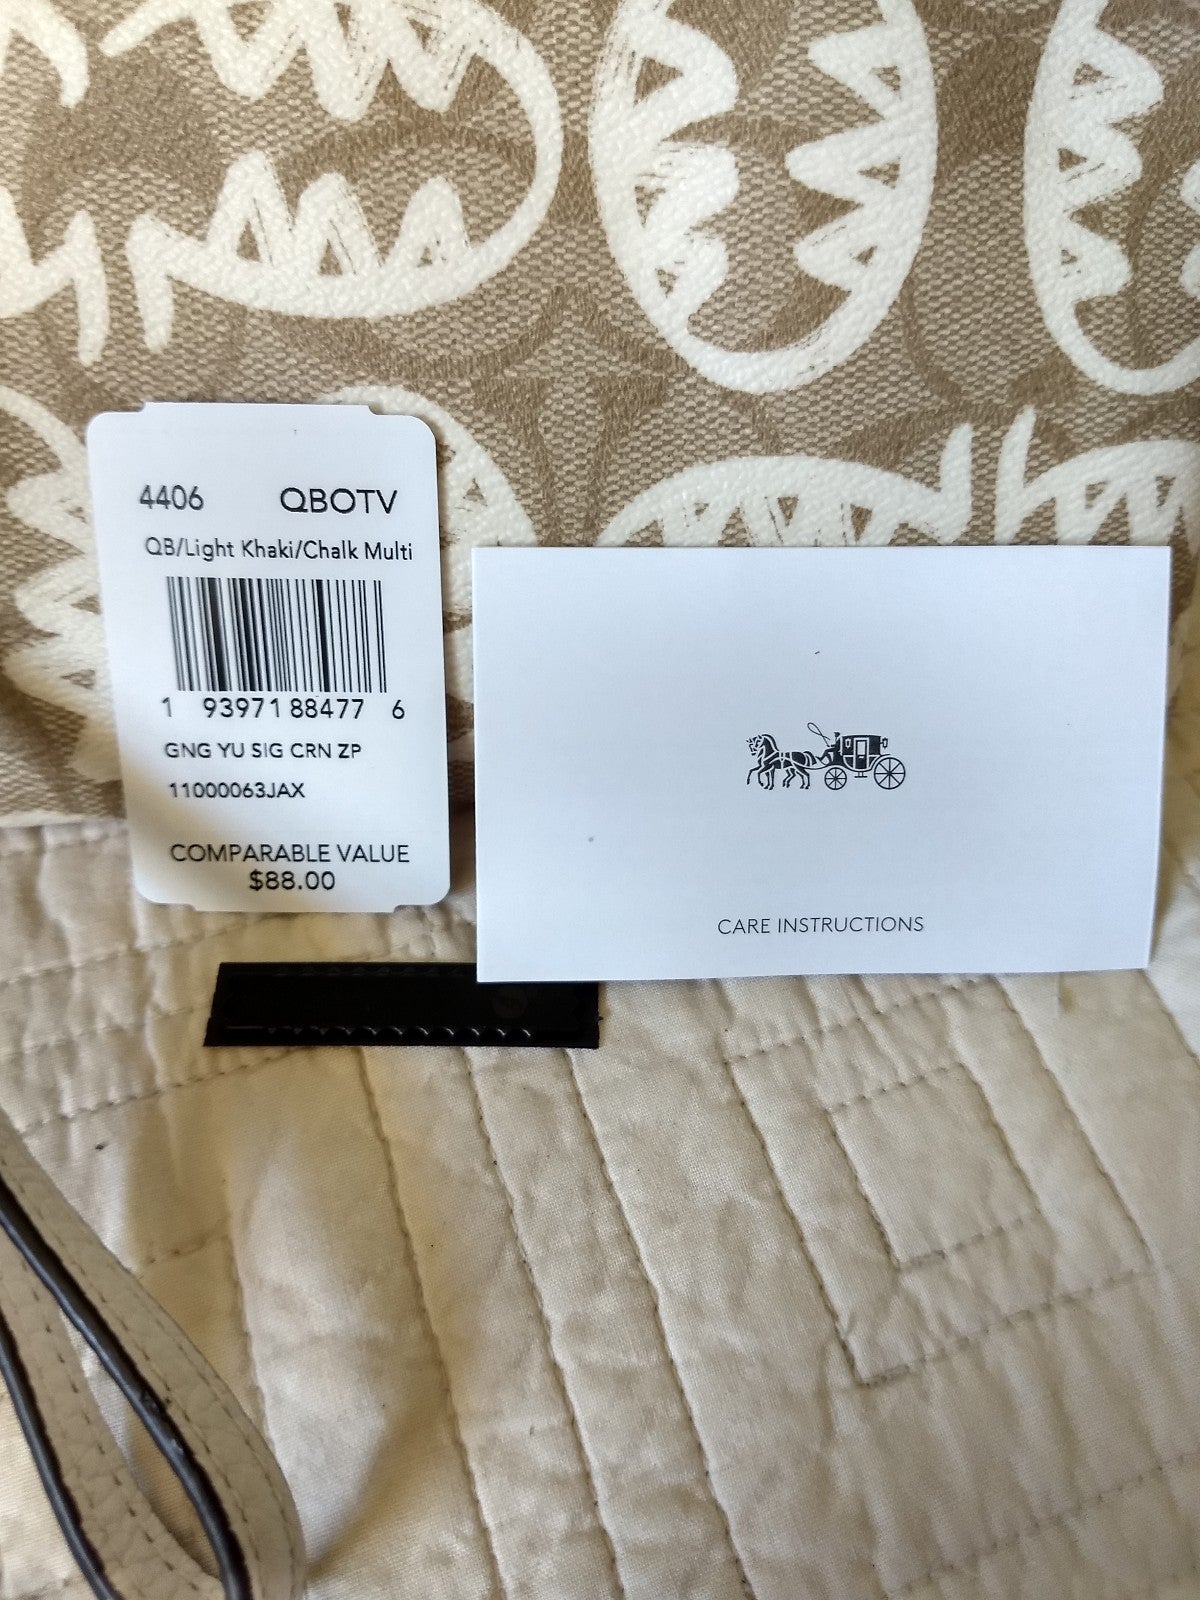 4406 QBOTV
QB/Light Khaki/Chalk Multi
1 93971 88477 6
GNG YU SIG CRN ZP
11000063JAX
COMPARABLE VALUE
$88.00
CARE INSTRUCTIONS